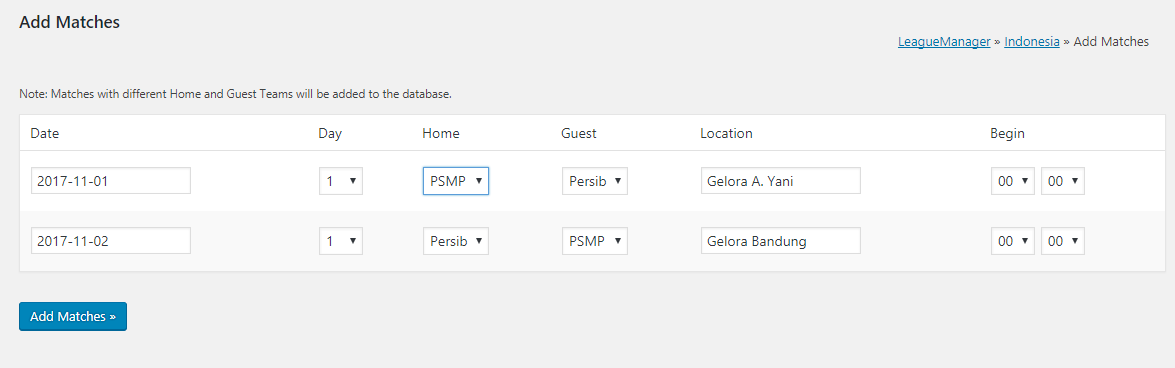 Add Matches
LeagueManager » Indonesia » Add Matches
Note: Matches with different Home and Guest Teams will be added to the database.
Date Day Home Guest Location Begin
2017-11-01 1 PSMP Persib Gelora A. Yani 00 00
2017-11-02 1 Persib PSMP Gelora Bandung 00 00
Add Matches »